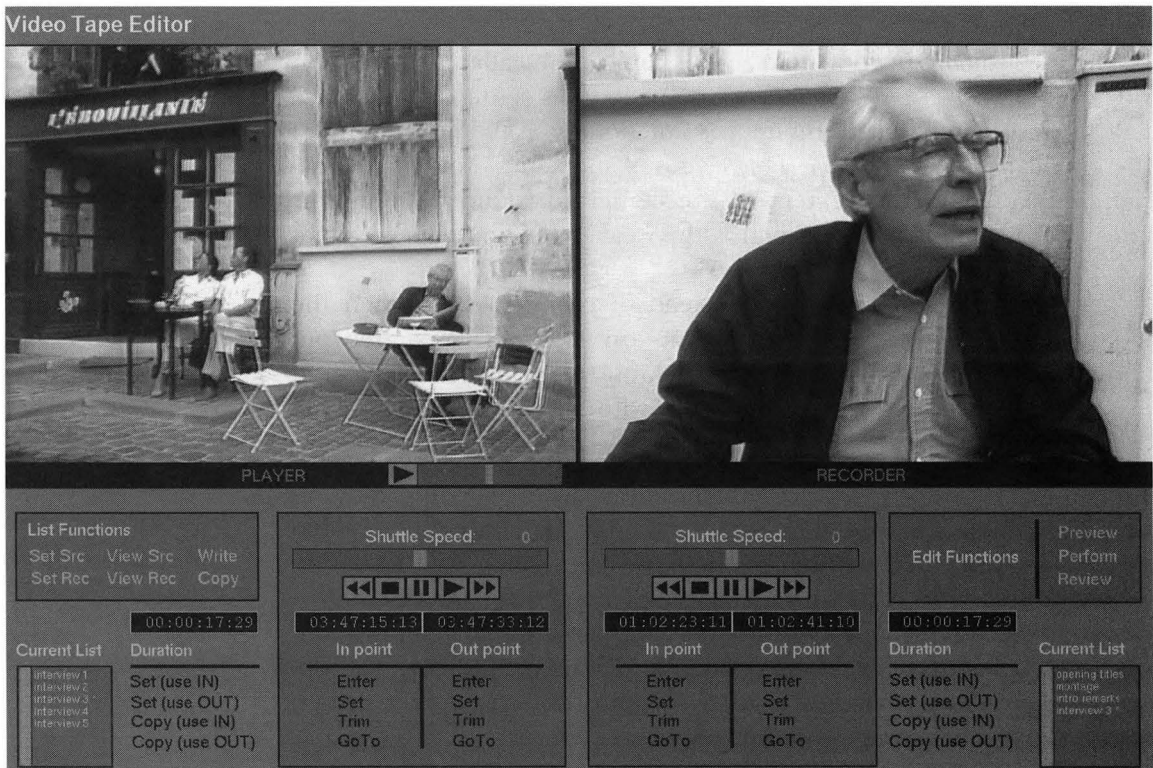 Video Tape Editor
L'ÉBOUILLANTÉ
PLAYER
RECORDER
List Functions
Set Src View Src Write
Set Rec View Rec Copy
Shuttle Speed: 0
Shuttle Speed: 0
Edit Functions
Preview
Perform
Review
00:00:17:29
03:47:15:13 03:47:33:12
01:02:23:11 01:02:41:10
00:00:17:29
Current List
interview 1
interview 2
interview 3
interview 4
interview 5
Duration
Set (use IN)
Set (use OUT)
Copy (use IN)
Copy (use OUT)
In point Out point
Enter Enter
Set Set
Trim Trim
GoTo GoTo
In point Out point
Enter Enter
Set Set
Trim Trim
GoTo GoTo
Duration
Set (use IN)
Set (use OUT)
Copy (use IN)
Copy (use OUT)
Current List
opening titles
montage
intro remarks
interview 3 *